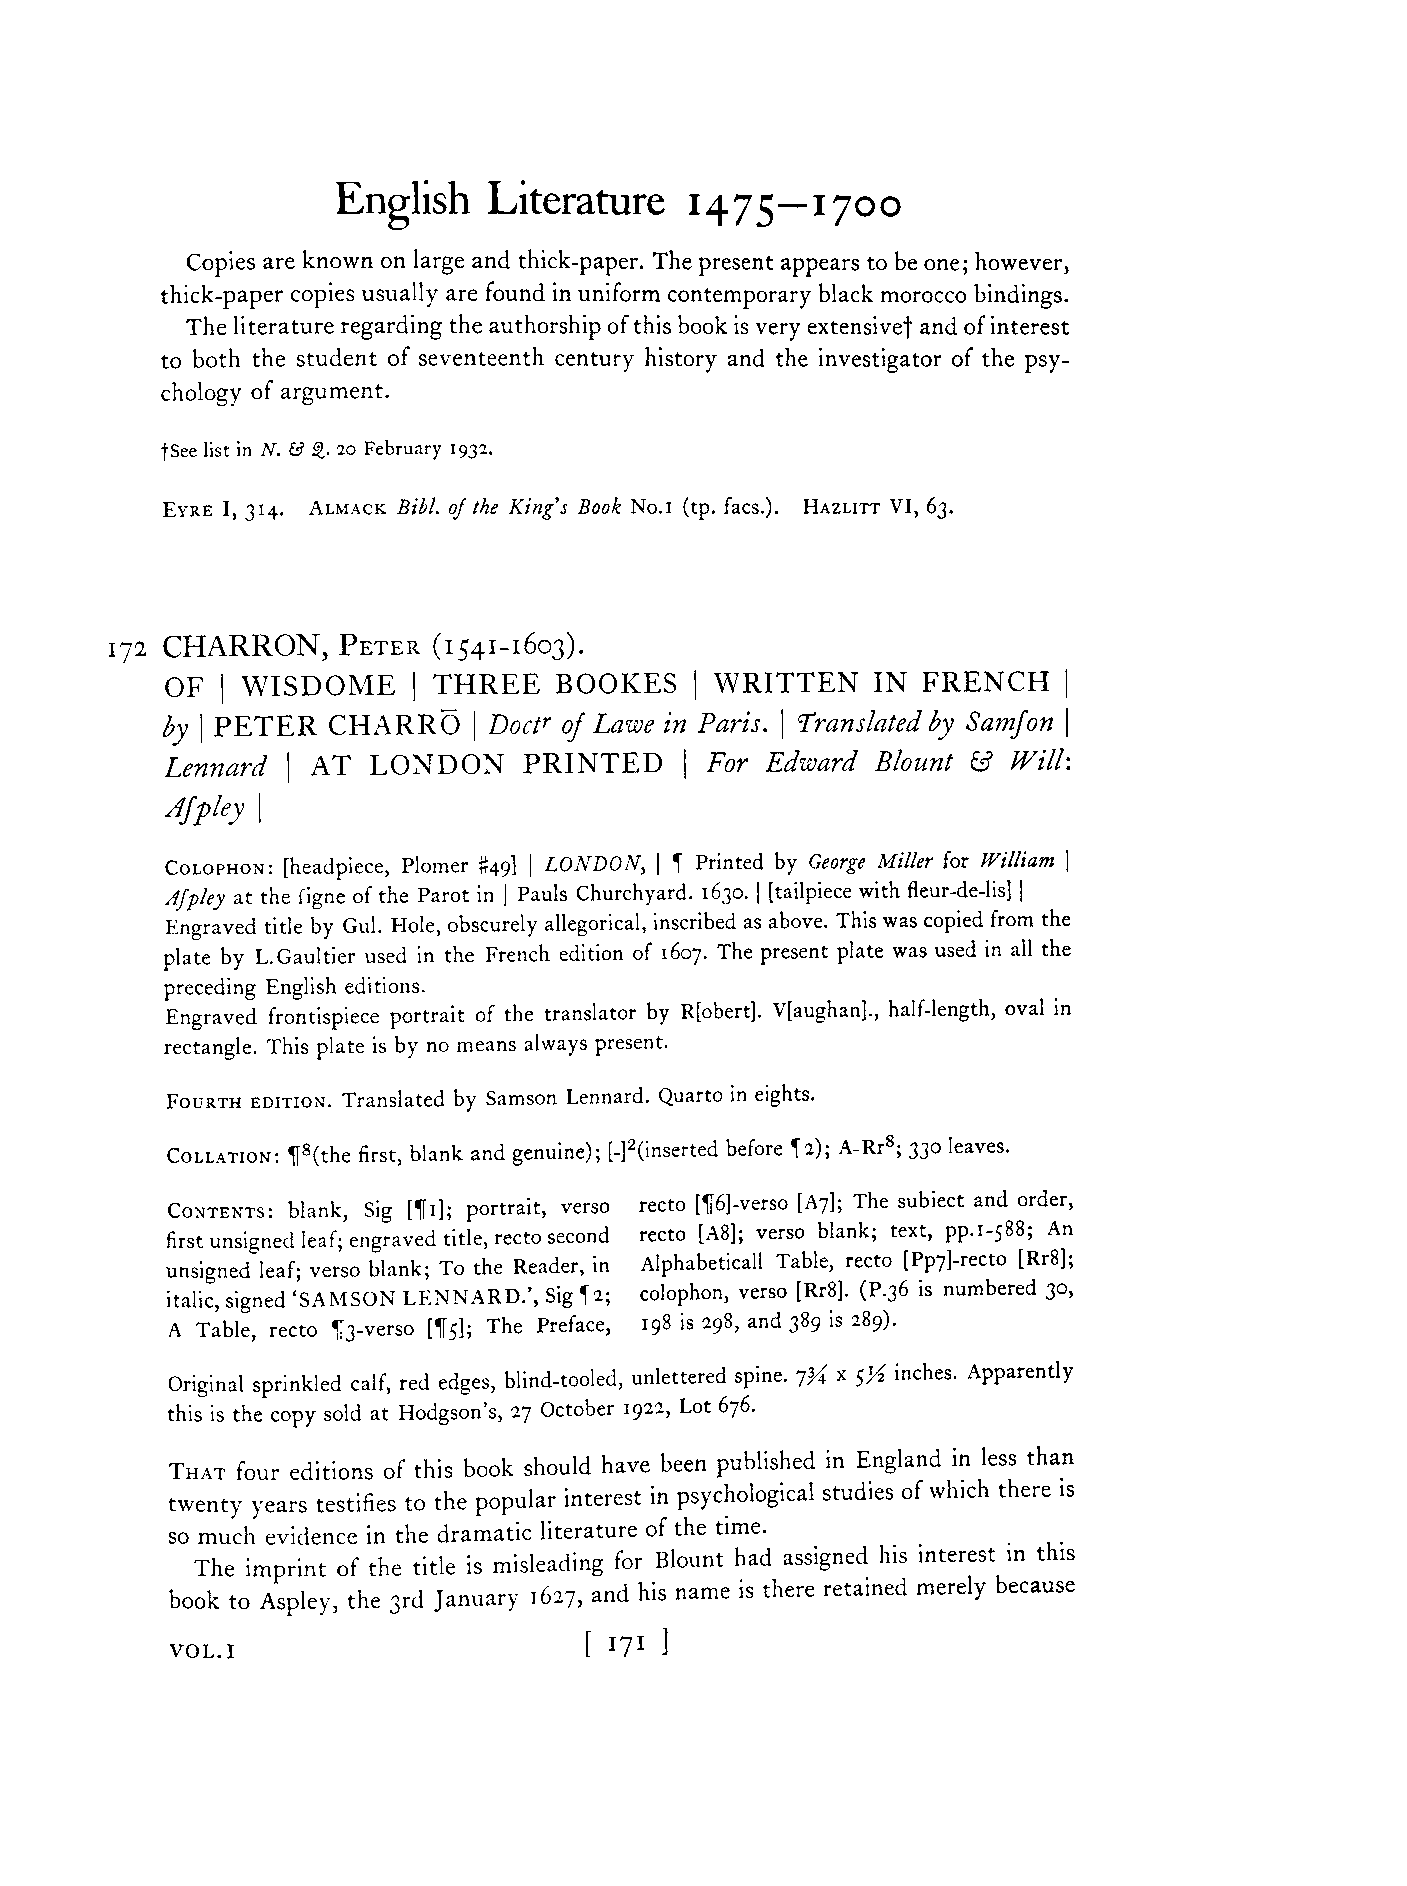 English Literature 1475—1700
Copies are known on large and thick-paper. The present appears to be one; however,
thick-paper copies usually are found in uniform contemporary black morocco bindings.
The literature regarding the authorship of this book is very extensive† and of interest
to both the student of seventeenth century history and the investigator of the psy-
chology of argument.
†See list in N. & Q. 20 February 1932.
EYRE I, 314. ALMACK Bibl. of the King's Book No.1 (tp. facs.). HAZLITT VI, 63.
172 CHARRON, PETER (1541-1603).
OF | WISDOME | THREE BOOKES | WRITTEN IN FRENCH |
by | PETER CHARRŌ | Doctr of Lawe in Paris. | Translated by Samſon |
Lennard | AT LONDON PRINTED | For Edward Blount & Will:
Aſpley |
COLOPHON: [headpiece, Plomer #49] | LONDON, | ¶ Printed by George Miller for William |
Aſpley at the ſigne of the Parot in | Pauls Churchyard. 1630. | [tailpiece with fleur-de-lis] |
Engraved title by Gul. Hole, obscurely allegorical, inscribed as above. This was copied from the
plate by L.Gaultier used in the French edition of 1607. The present plate was used in all the
preceding English editions.
Engraved frontispiece portrait of the translator by R[obert]. V[aughan]., half-length, oval in
rectangle. This plate is by no means always present.
FOURTH EDITION. Translated by Samson Lennard. Quarto in eights.
COLLATION: ¶⁸(the first, blank and genuine); [-]²(inserted before ¶2); A-Rr⁸; 330 leaves.
CONTENTS: blank, Sig [¶1]; portrait, verso
first unsigned leaf; engraved title, recto second
unsigned leaf; verso blank; To the Reader, in
italic, signed 'SAMSON LENNARD.', Sig ¶2;
A Table, recto ¶3-verso [¶5]; The Preface,
recto [¶6]-verso [A7]; The subiect and order,
recto [A8]; verso blank; text, pp.1-588; An
Alphabeticall Table, recto [Pp7]-recto [Rr8];
colophon, verso [Rr8]. (P.36 is numbered 30,
198 is 298, and 389 is 289).
Original sprinkled calf, red edges, blind-tooled, unlettered spine. 7¾ x 5½ inches. Apparently
this is the copy sold at Hodgson's, 27 October 1922, Lot 676.
THAT four editions of this book should have been published in England in less than
twenty years testifies to the popular interest in psychological studies of which there is
so much evidence in the dramatic literature of the time.
The imprint of the title is misleading for Blount had assigned his interest in this
book to Aspley, the 3rd January 1627, and his name is there retained merely because
VOL.I [ 171 ]